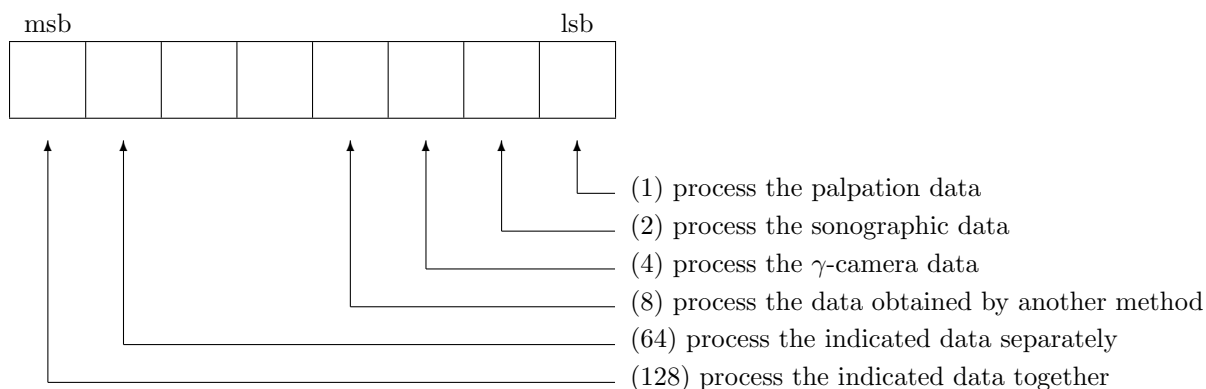 msb lsb
(1) process the palpation data
(2) process the sonographic data
(4) process the γ-camera data
(8) process the data obtained by another method
(64) process the indicated data separately
(128) process the indicated data together